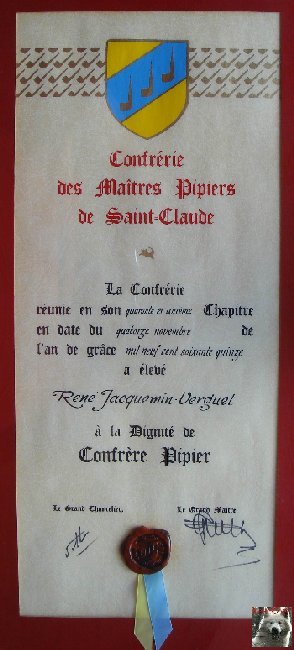 Confrérie
des Maîtres Pipiers
de Saint-Claude
La Confrérie
réunie en son quarante et unième Chapitre
en date du quatorze novembre de
l'an de grâce mil neuf cent soixante quinze
a élevé
René Jacquemin-Verguet
à la Dignité de
Confrère Pipier
Le Grand Chancelier, Le Grand Maître